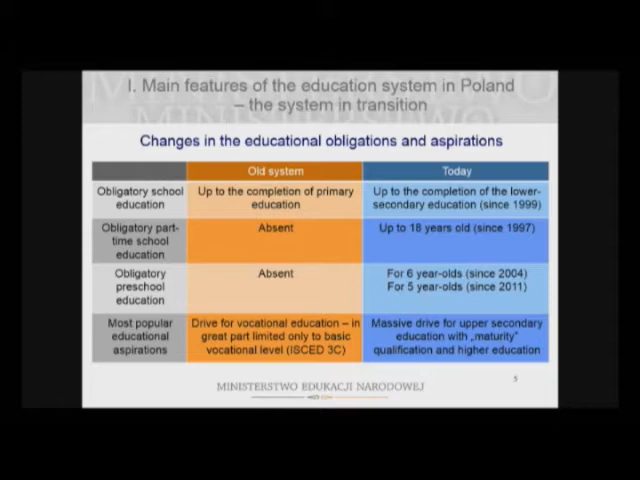 I. Main features of the education system in Poland
– the system in transition
Changes in the educational obligations and aspirations
Old system
Today
Obligatory school
education
Up to the completion of primary
education
Up to the completion of the lower-
secondary education (since 1999)
Obligatory part-
time school
education
Absent
Up to 18 years old (since 1997)
Obligatory
preschool
education
Absent
For 6 year-olds (since 2004)
For 5 year-olds (since 2011)
Most popular
educational
aspirations
Drive for vocational education – in
great part limited only to basic
vocational level (ISCED 3C)
Massive drive for upper secondary
education with „maturity”
qualification and higher education
MINISTERSTWO EDUKACJI NARODOWEJ
5